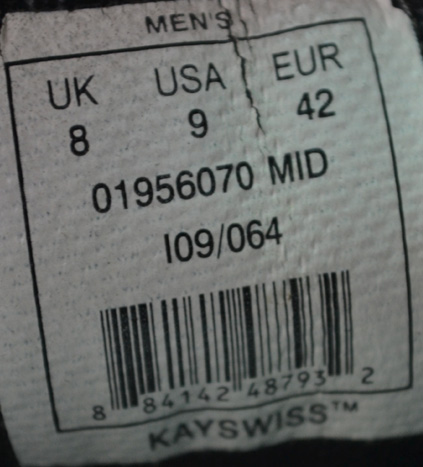 MEN'S
UK USA EUR
8 9 42
01956070 MID
I09/064
8 84142 48793 2
KAYSWISS™